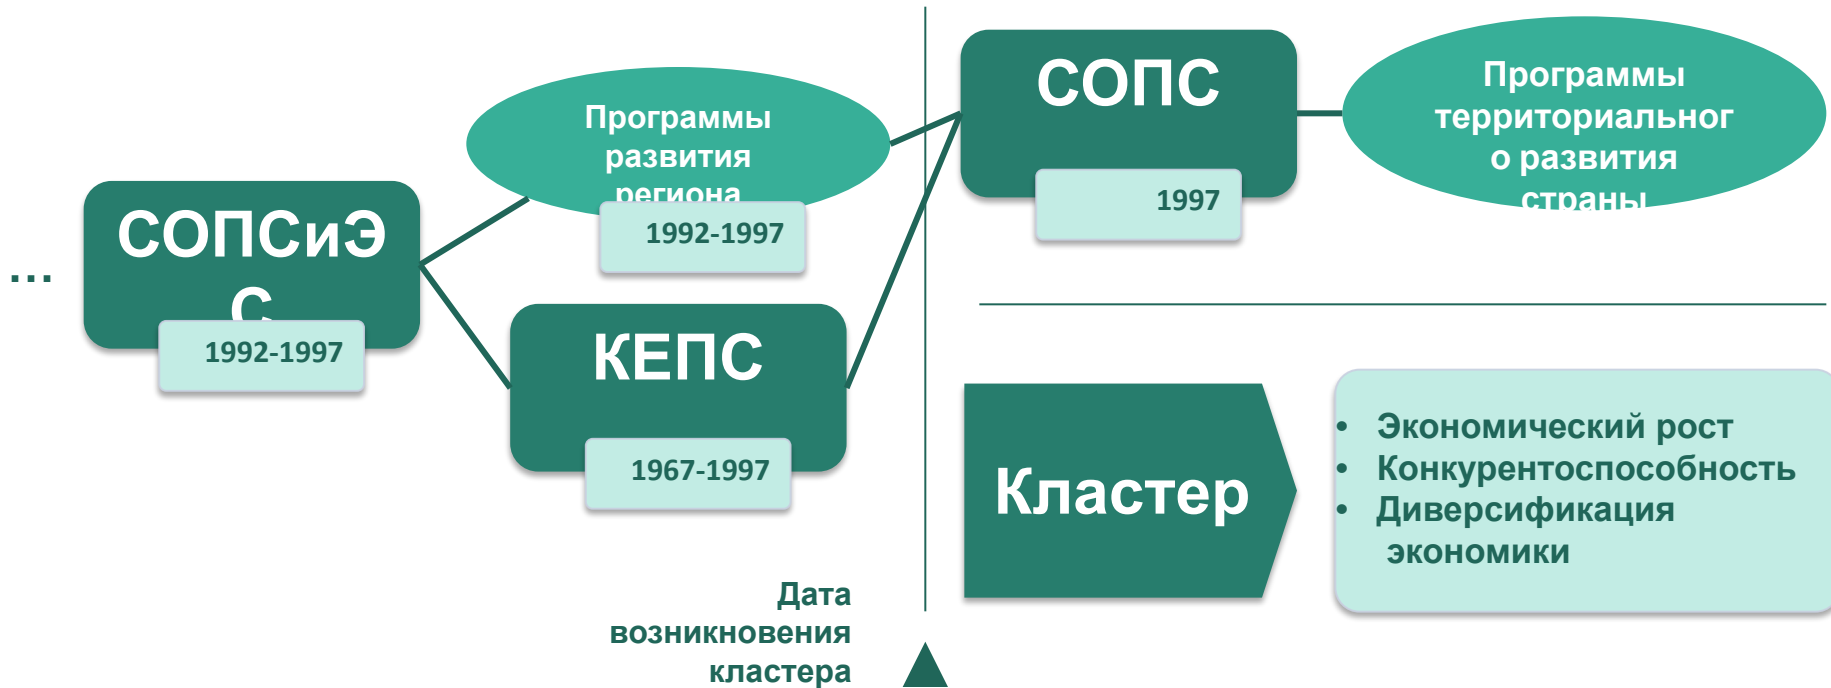 ...
СОПСиЭ
С
1992-1997
Программы
развития
региона
1992-1997
КЕПС
1967-1997
СОПС
1997
Программы
территориальног
о развития
страны
Кластер
• Экономический рост
• Конкурентоспособность
• Диверсификация
экономики
Дата
возникновения
кластера